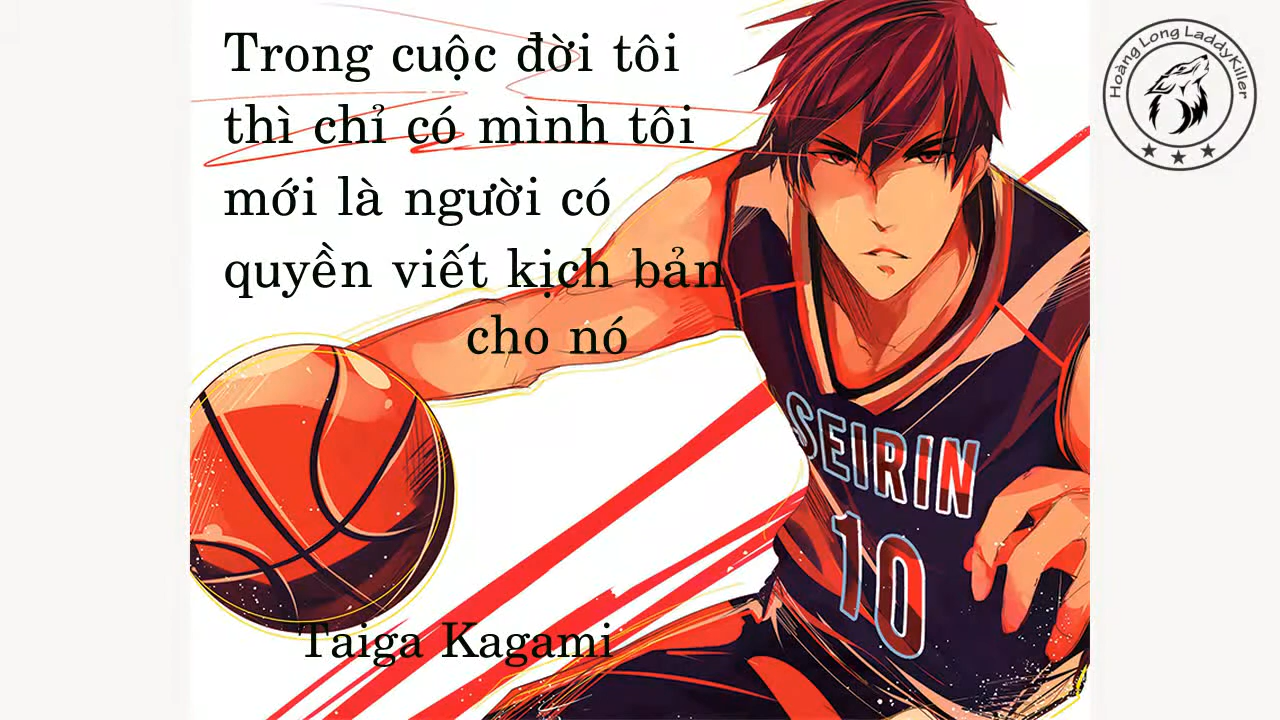 Trong cuộc đời tôi
thì chỉ có mình tôi
mới là người có
quyền viết kịch bản
cho nó
Hoàng Long LaddyKiller
SEIRIN
10
Taiga Kagami